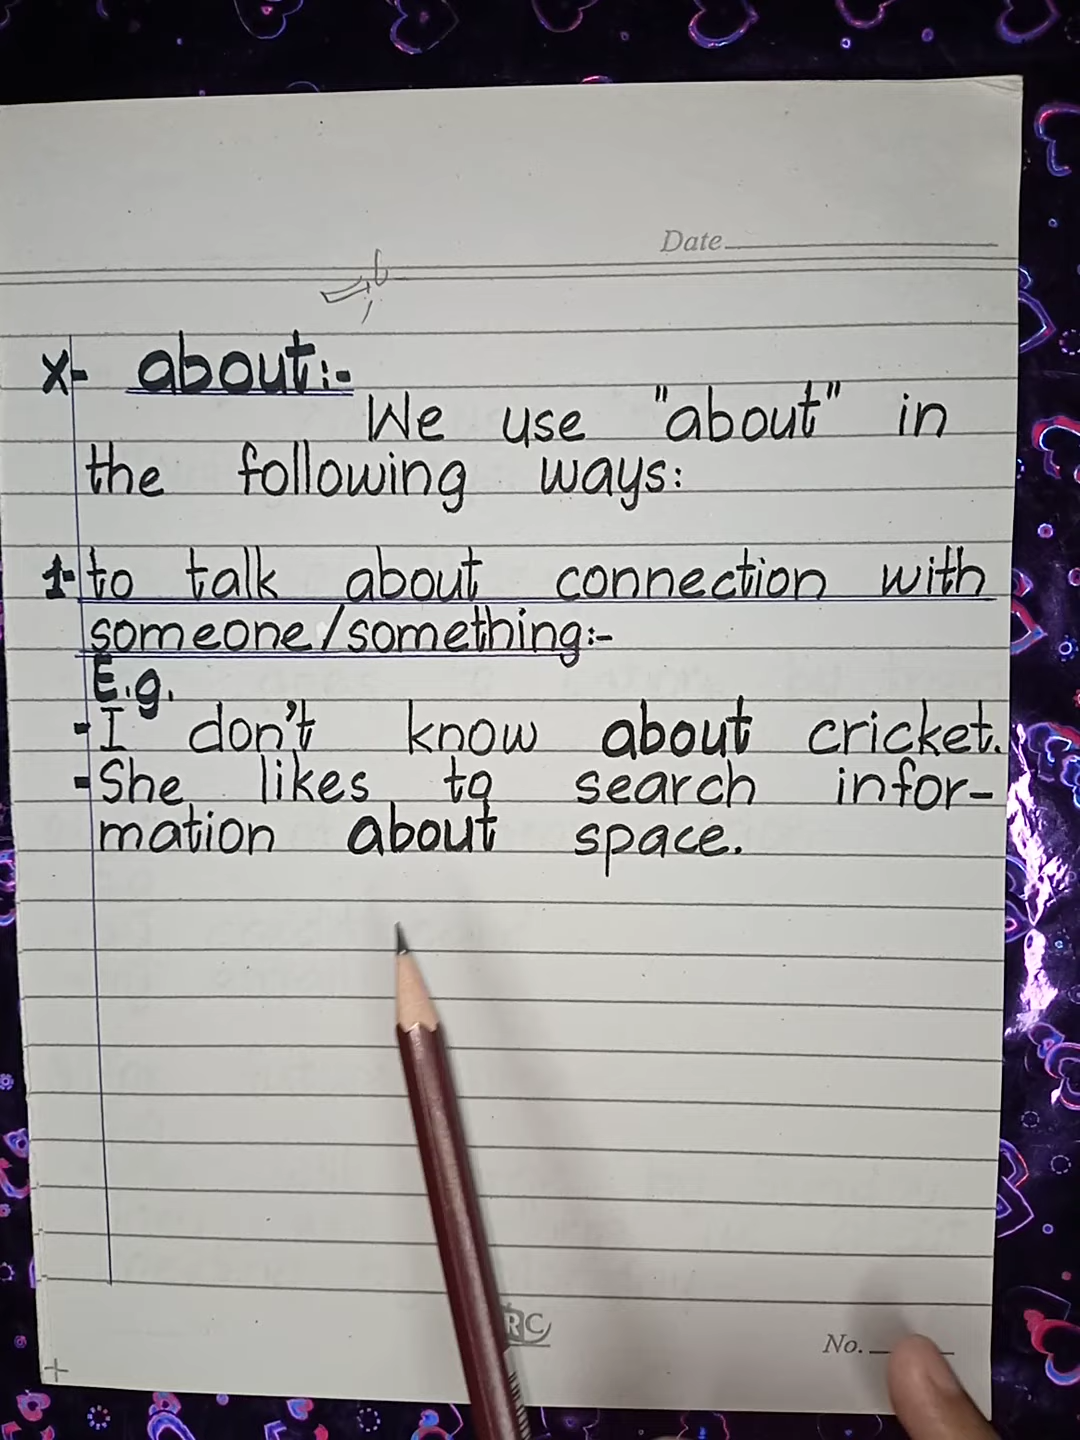 Date
x- about:-
We use "about" in
the following ways:
1- to talk about connection with
someone/something:-
E.g.
- I don't know about cricket.
- She likes to search infor-
mation about space.
RC
No.